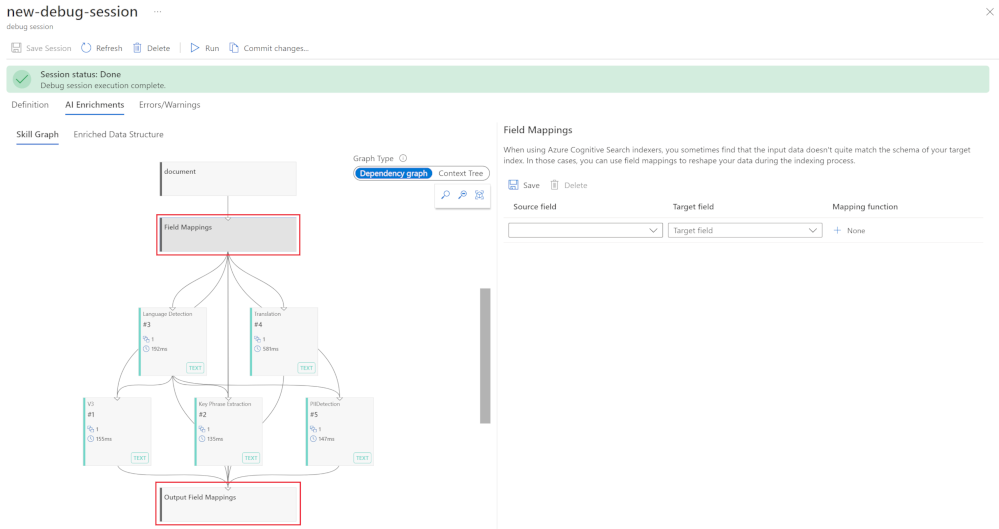 new-debug-session ...
debug session
Save Session Refresh Delete Run Commit changes...
Session status: Done
Debug session execution complete.
Definition AI Enrichments Errors/Warnings
Skill Graph Enriched Data Structure
Graph Type
Dependency graph Context Tree
document
Field Mappings
Language Detection
#3
1
192ms
TEXT
Translation
#4
1
581ms
TEXT
V3
#1
1
155ms
TEXT
Key Phrase Extraction
#2
1
135ms
TEXT
PIIDetection
#5
1
147ms
TEXT
Output Field Mappings
Field Mappings
When using Azure Cognitive Search indexers, you sometimes find that the input data doesn't quite match the schema of your target
index. In those cases, you can use field mappings to reshape your data during the indexing process.
Save Delete
Source field Target field Mapping function
Target field + None